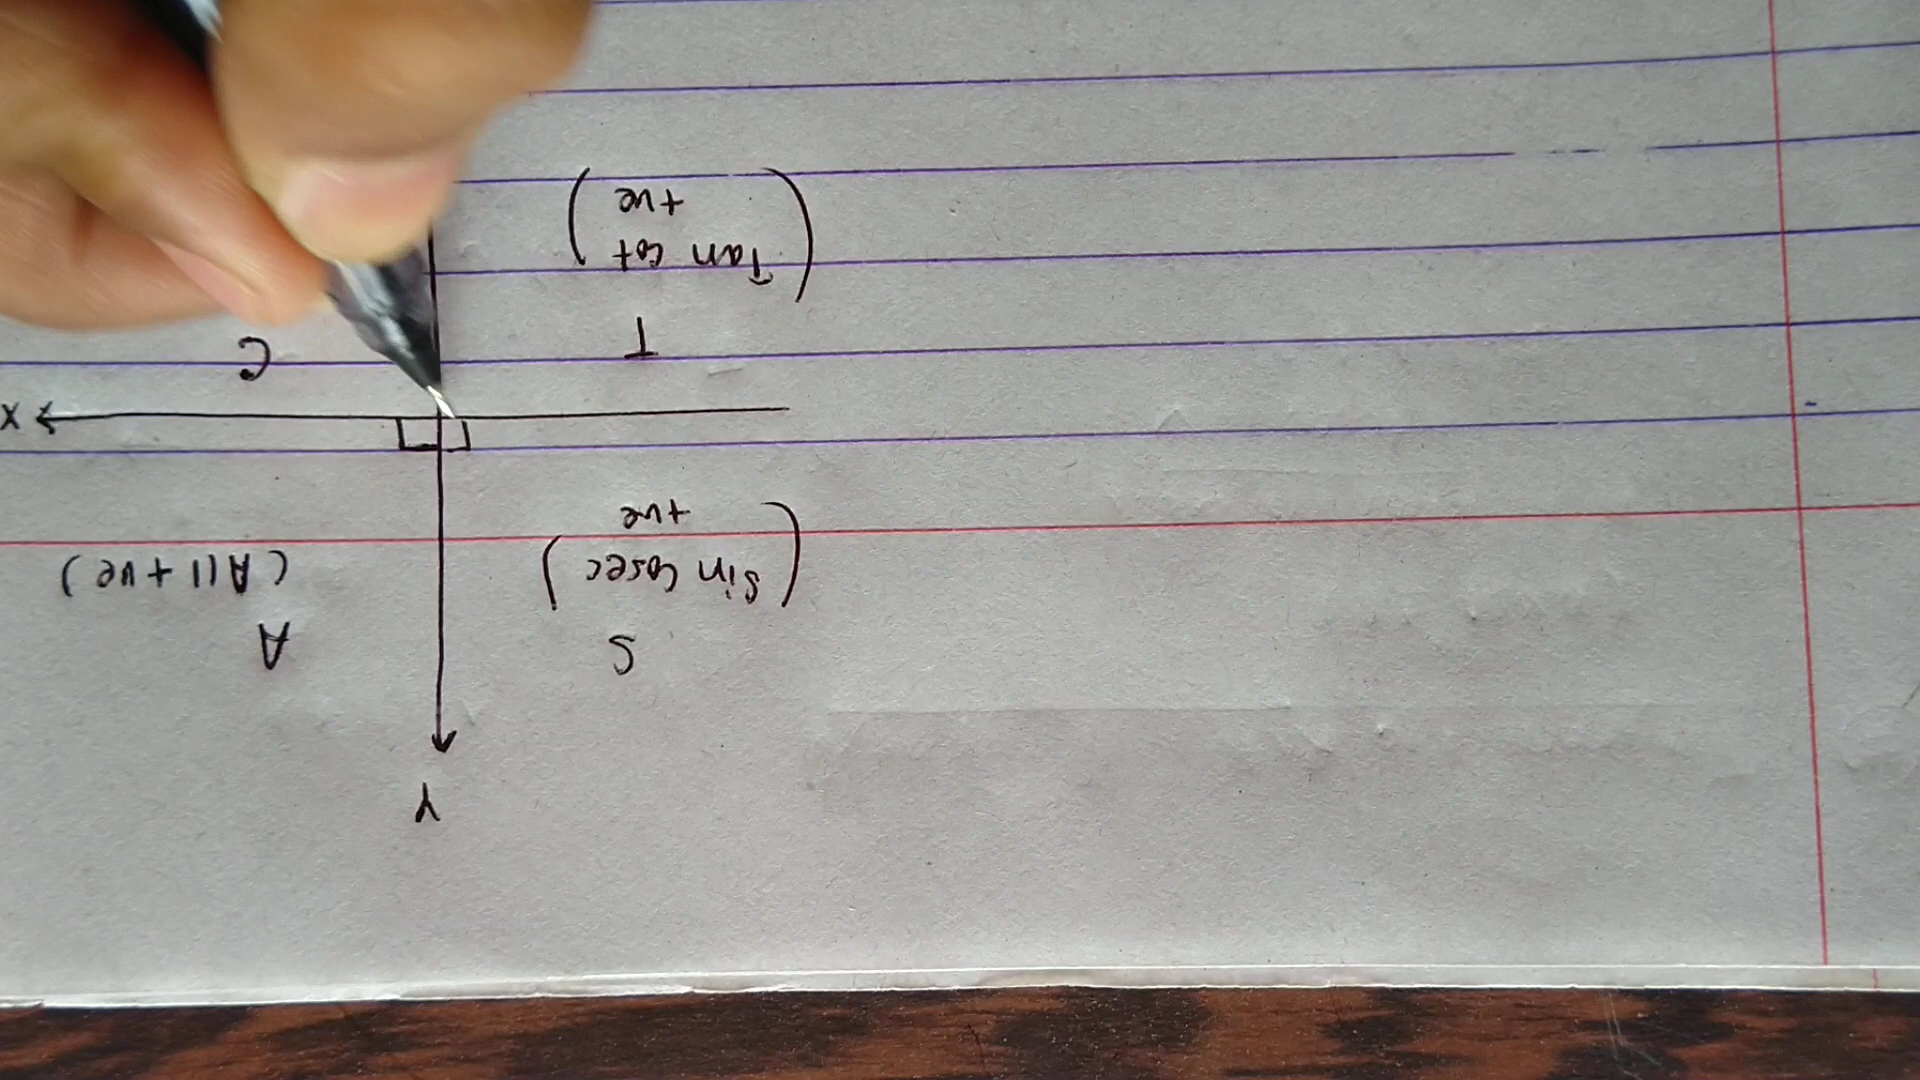 Y
S
A
(Sin Cosec)
+ve
(All +ve)
X
T
C
(Tan Cot
+ve)